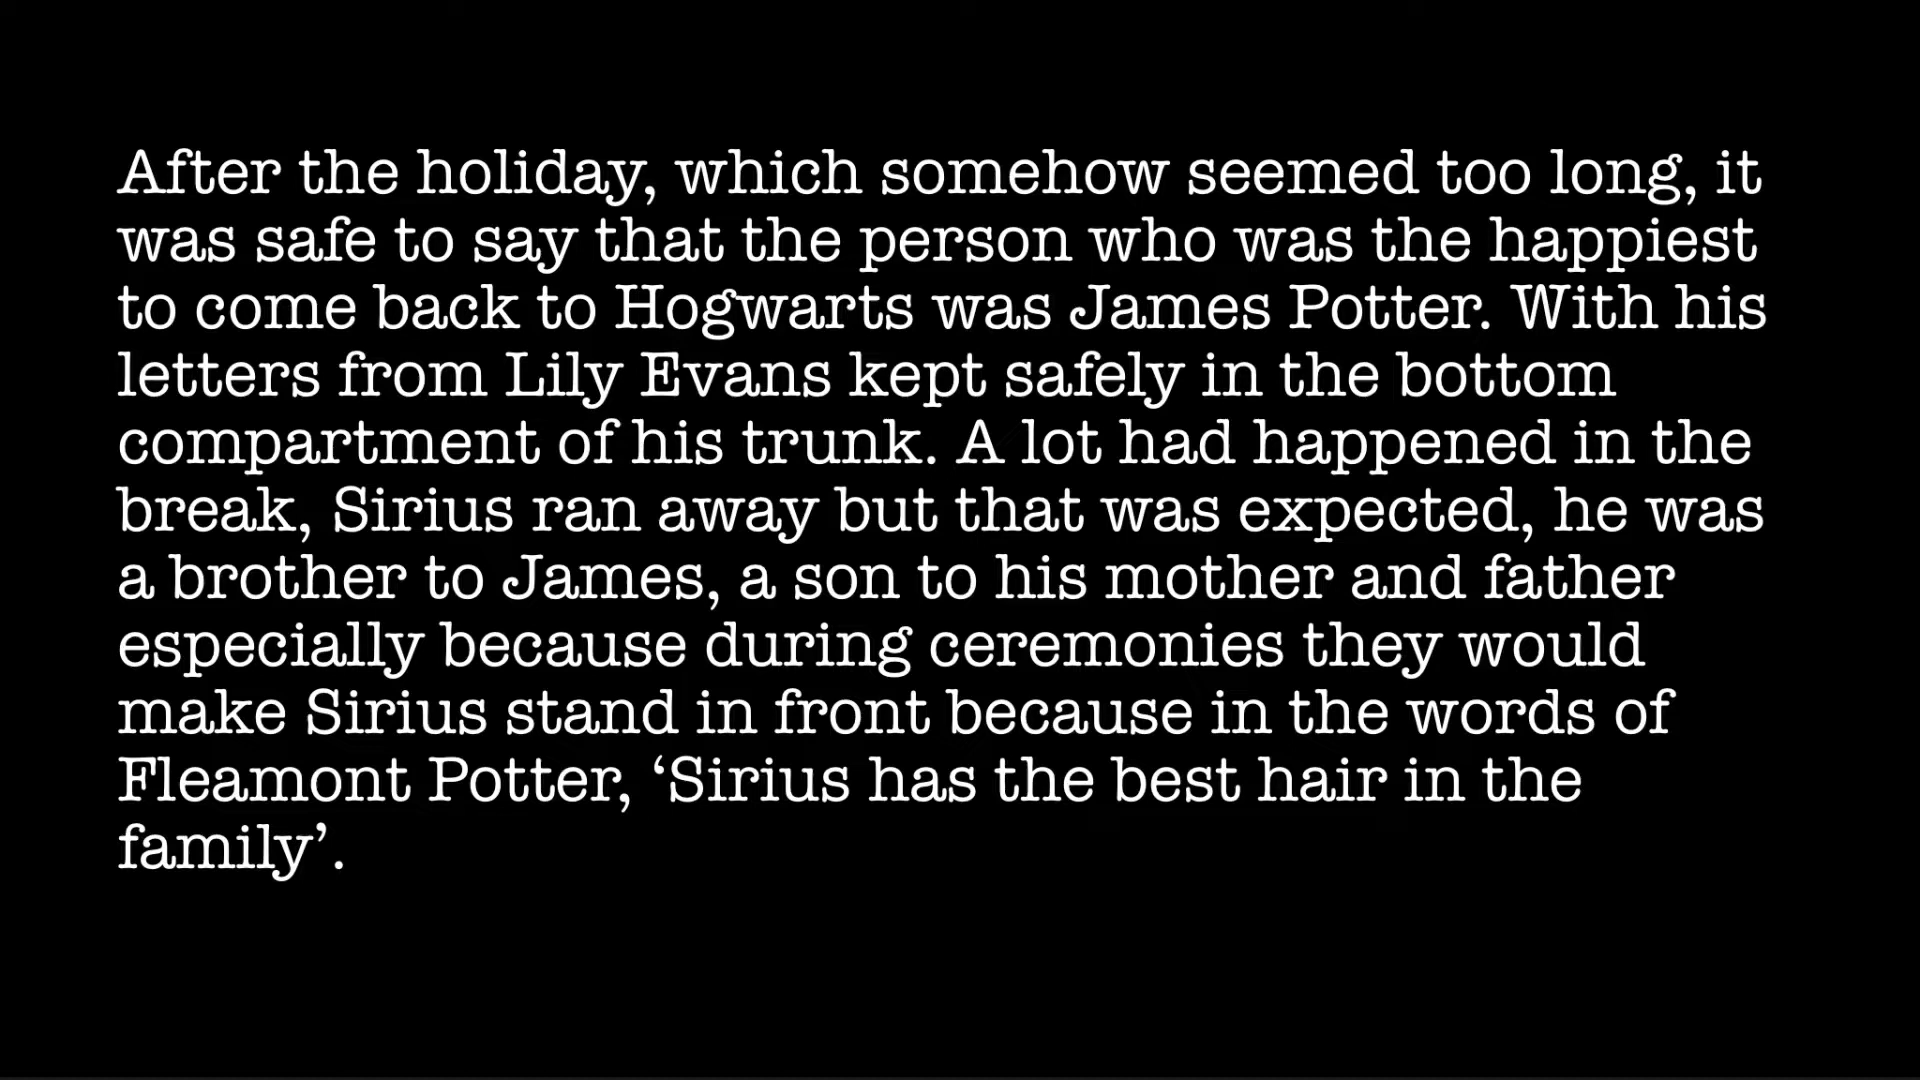 After the holiday, which somehow seemed too long, it
was safe to say that the person who was the happiest
to come back to Hogwarts was James Potter. With his
letters from Lily Evans kept safely in the bottom
compartment of his trunk. A lot had happened in the
break, Sirius ran away but that was expected, he was
a brother to James, a son to his mother and father
especially because during ceremonies they would
make Sirius stand in front because in the words of
Fleamont Potter, ‘Sirius has the best hair in the
family’.